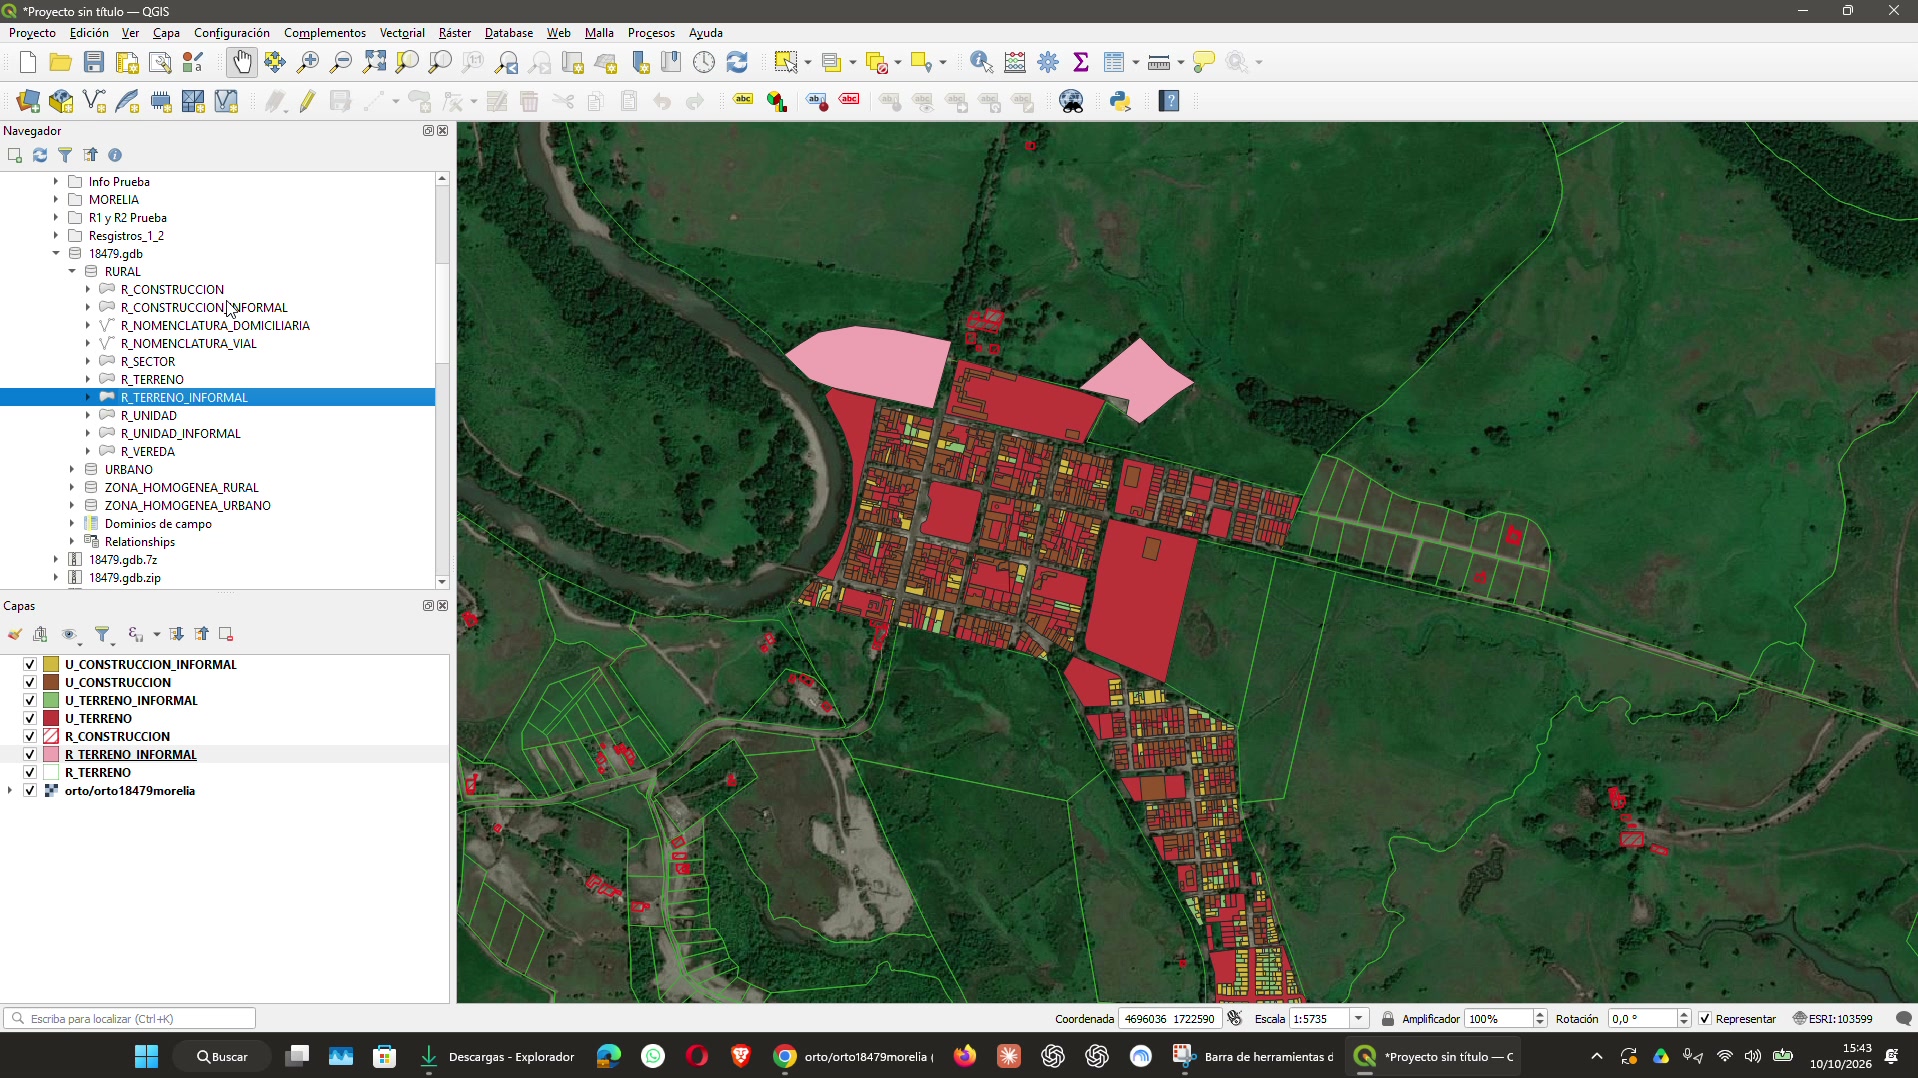 *Proyecto sin título — QGIS
Proyecto Edición Ver Capa Configuración Complementos Vectorial Ráster Database Web Malla Procesos Ayuda
Navegador
Info Prueba
MORELIA
R1 y R2 Prueba
Resgistros_1_2
18479.gdb
RURAL
R_CONSTRUCCION
R_CONSTRUCCION_INFORMAL
R_NOMENCLATURA_DOMICILIARIA
R_NOMENCLATURA_VIAL
R_SECTOR
R_TERRENO
R_TERRENO_INFORMAL
R_UNIDAD
R_UNIDAD_INFORMAL
R_VEREDA
URBANO
ZONA_HOMOGENEA_RURAL
ZONA_HOMOGENEA_URBANO
Dominios de campo
Relationships
18479.gdb.7z
18479.gdb.zip
Capas
U_CONSTRUCCION_INFORMAL
U_CONSTRUCCION
U_TERRENO_INFORMAL
U_TERRENO
R_CONSTRUCCION
R_TERRENO_INFORMAL
R_TERRENO
orto/orto18479morelia
Escriba para localizar (Ctrl+K)
Coordenada 4696036 1722590 Escala 1:5735 Amplificador 100% Rotación 0,0 ° Representar ESRI:103599
Buscar Descargas - Explorador orto/orto18479morelia ( Barra de herramientas d *Proyecto sin título — C
15:43
10/10/2026